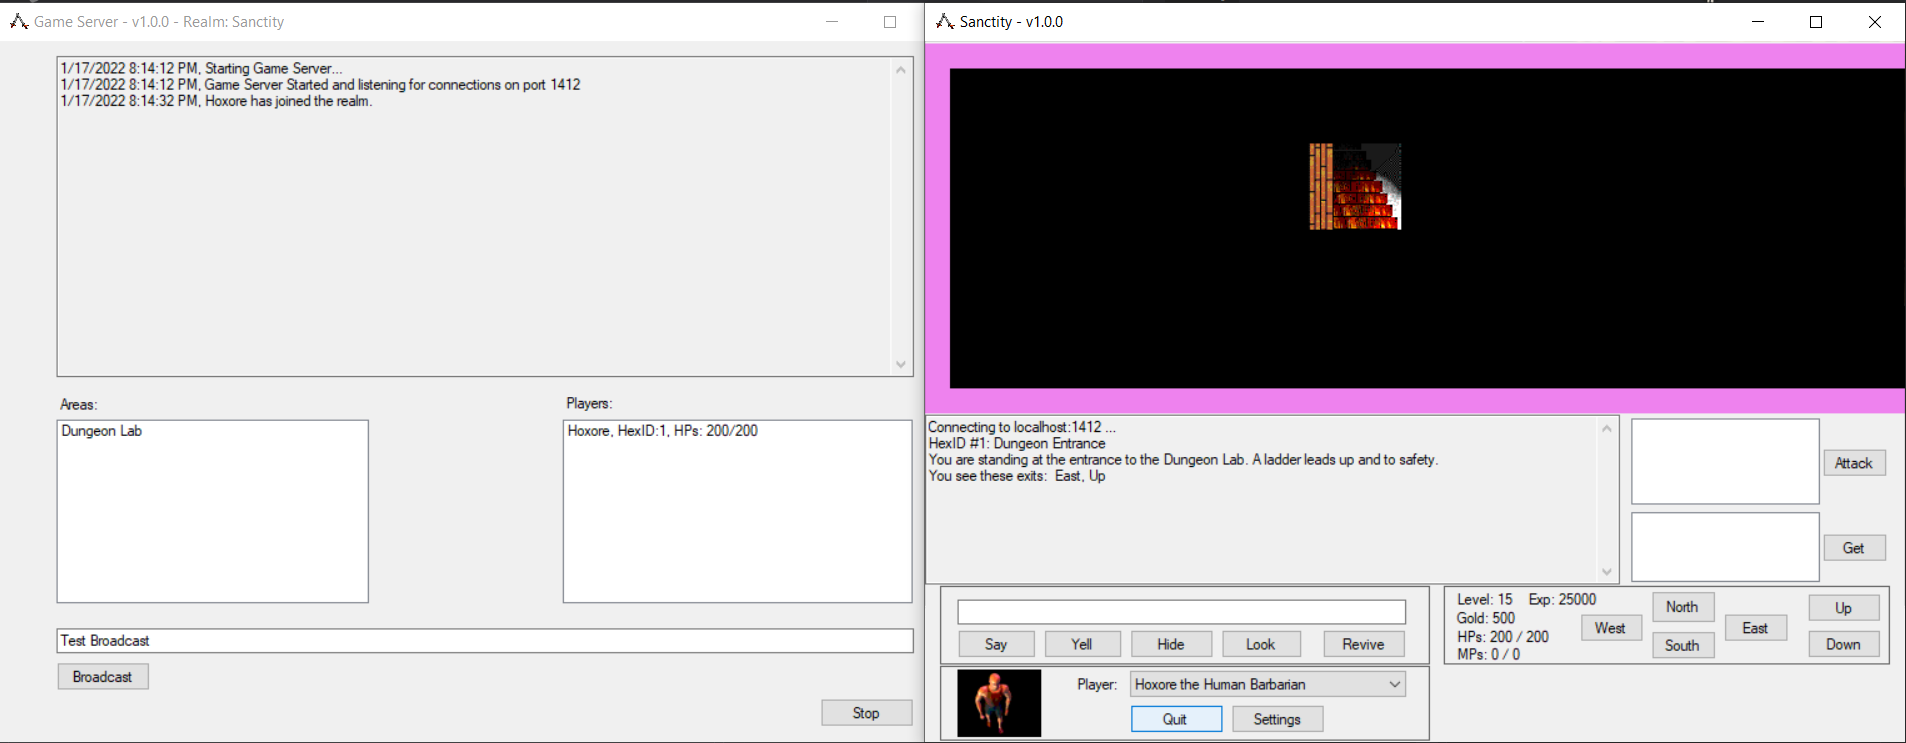 Game Server - v1.0.0 - Realm: Sanctity
1/17/2022 8:14:12 PM, Starting Game Server...
1/17/2022 8:14:12 PM, Game Server Started and listening for connections on port 1412
1/17/2022 8:14:32 PM, Hoxore has joined the realm.
Areas:
Players:
Dungeon Lab
Hoxore, HexID:1, HPs: 200/200
Test Broadcast
Broadcast
Stop
Sanctity - v1.0.0
Connecting to localhost:1412 ...
HexID #1: Dungeon Entrance
You are standing at the entrance to the Dungeon Lab. A ladder leads up and to safety.
You see these exits:  East, Up
Attack
Get
Say
Yell
Hide
Look
Revive
Level: 15
Exp: 25000
Gold: 500
HPs: 200 / 200
MPs: 0 / 0
North
West
East
South
Up
Down
Player:
Hoxore the Human Barbarian
Quit
Settings